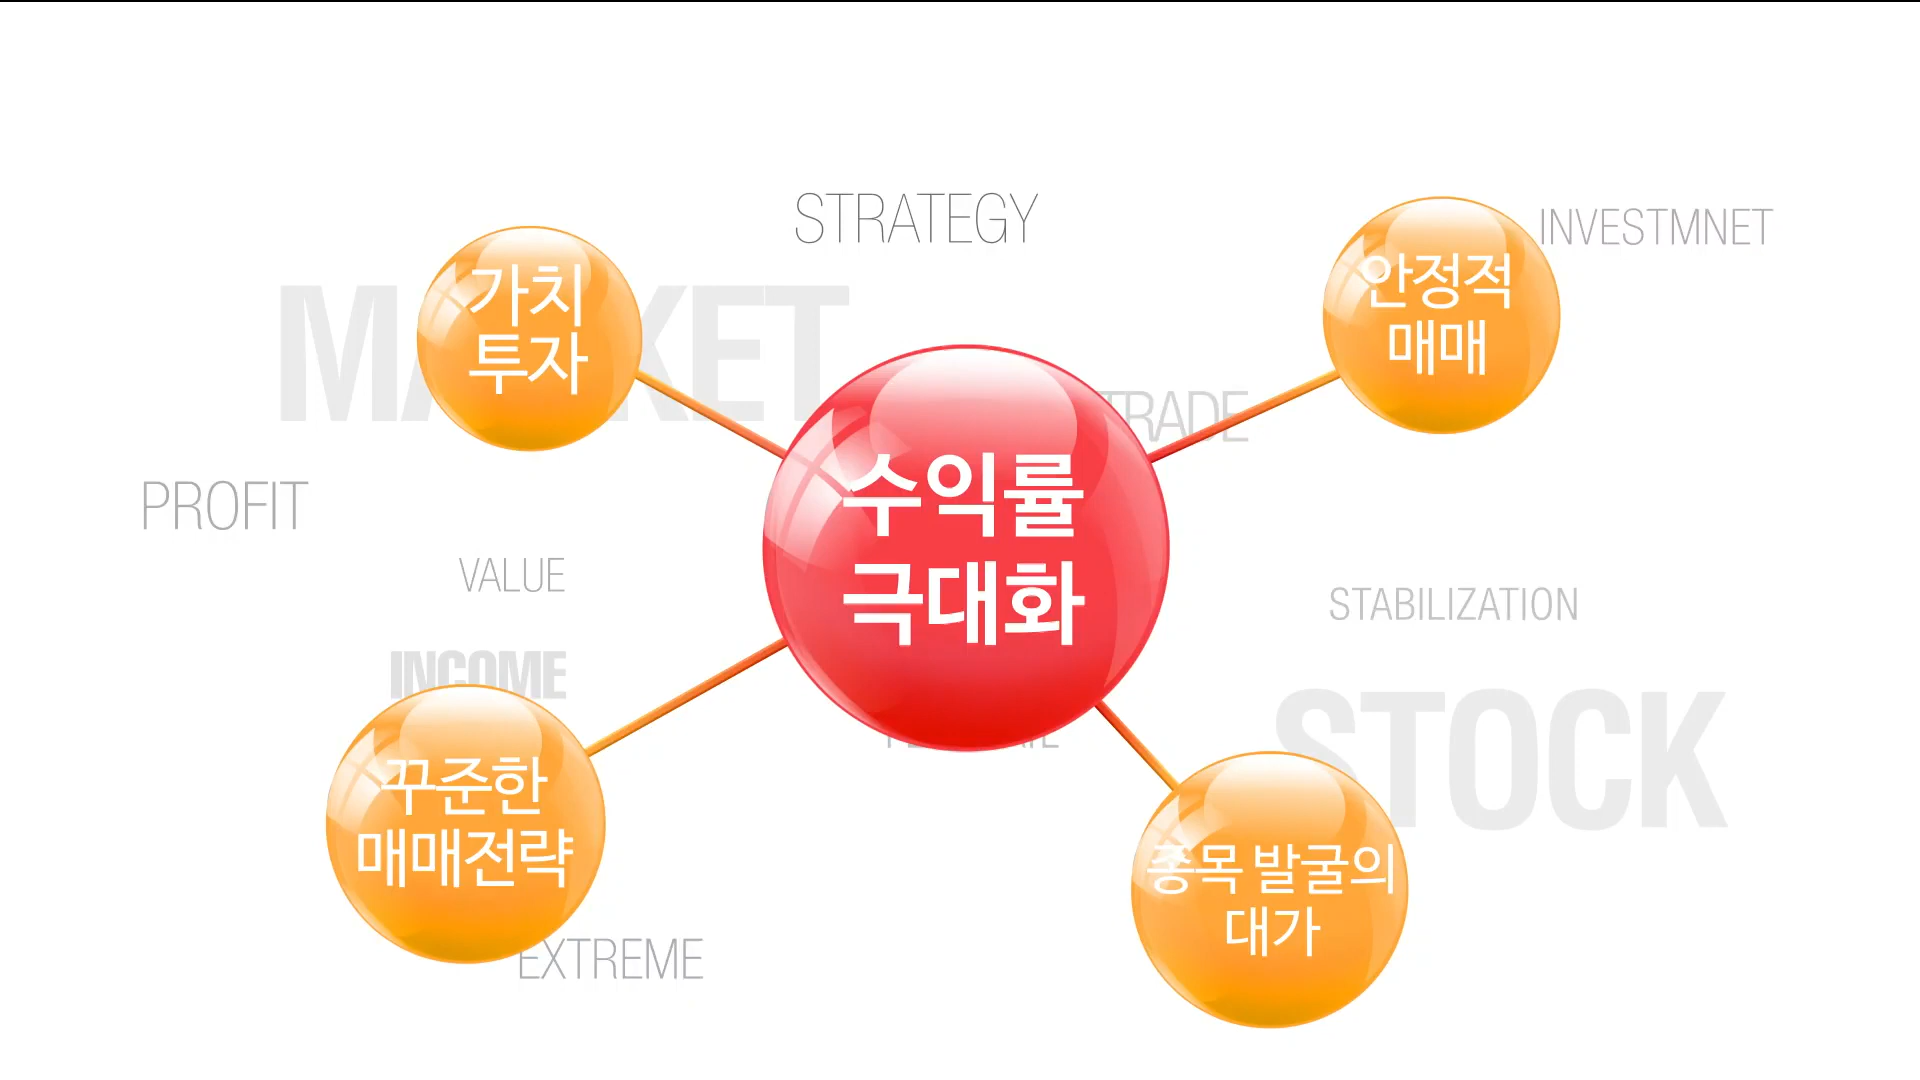 STRATEGY
INVESTMNET
가치
투자
안정적
매매
TRADE
수익률
극대화
PROFIT
VALUE
STABILIZATION
INCOME
STOCK
꾸준한
매매전략
종목 발굴의
대가
EXTREME